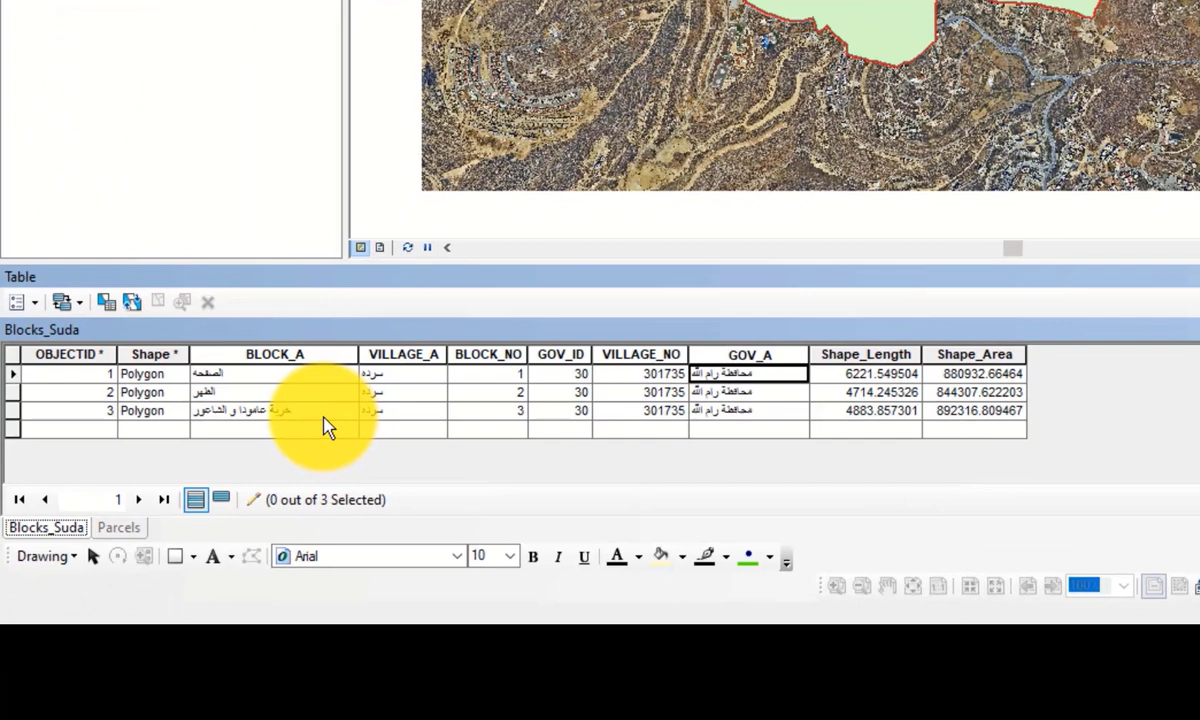 Table
Blocks_Suda
OBJECTID * Shape * BLOCK_A VILLAGE_A BLOCK_NO GOV_ID VILLAGE_NO GOV_A Shape_Length Shape_Area
1 Polygon الصفحه سرده 1 30 301735 محافظة رام الله 6221.549504 880932.66464
2 Polygon الظهر سرده 2 30 301735 محافظة رام الله 4714.245326 844307.622203
3 Polygon خربة عامودا و الشاعور سرده 3 30 301735 محافظة رام الله 4883.857301 892316.809467
1 (0 out of 3 Selected)
Blocks_Suda Parcels
Drawing Arial 10 B I U A